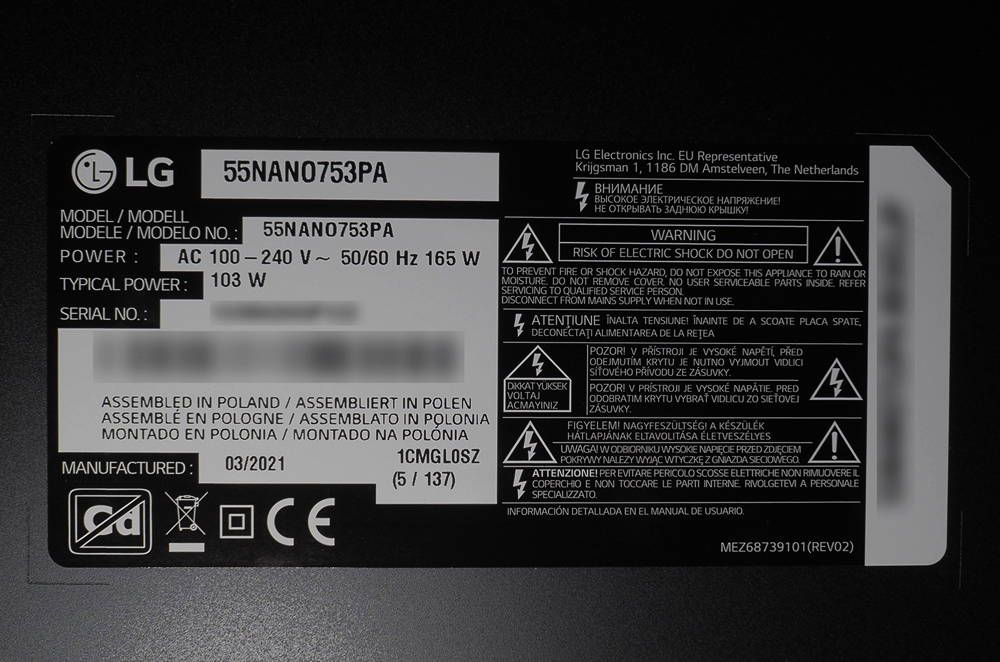 LG
55NANO753PA
MODEL / MODELL
MODELE / MODELO NO. : 55NANO753PA
POWER : AC 100 – 240 V ~ 50/60 Hz 165 W
TYPICAL POWER : 103 W
SERIAL NO. :
ASSEMBLED IN POLAND / ASSEMBLIERT IN POLEN
ASSEMBLÉ EN POLOGNE / ASSEMBLATO IN POLONIA
MONTADO EN POLONIA / MONTADO NA POLÓNIA
MANUFACTURED : 03/2021
1CMGL0SZ
(5 / 137)
Cd
CE
LG Electronics Inc. EU Representative
Krijgsman 1, 1186 DM Amstelveen, The Netherlands
ВНИМАНИЕ
ВЫСОКОЕ ЭЛЕКТРИЧЕСКОЕ НАПРЯЖЕНИЕ!
НЕ ОТКРЫВАТЬ ЗАДНЮЮ КРЫШКУ!
WARNING
RISK OF ELECTRIC SHOCK DO NOT OPEN
TO PREVENT FIRE OR SHOCK HAZARD, DO NOT EXPOSE THIS APPLIANCE TO RAIN OR
MOISTURE. DO NOT REMOVE COVER. NO USER SERVICEABLE PARTS INSIDE. REFER
SERVICING TO QUALIFIED SERVICE PERSON.
DISCONNECT FROM MAINS SUPPLY WHEN NOT IN USE.
ATENȚIUNE ÎNALTA TENSIUNE! ÎNAINTE DE A SCOATE PLACA SPATE,
DECONECTAȚI ALIMENTAREA DE LA REȚEA
DIKKAT YÜKSEK
VOLTAJ
AÇMAYINIZ
POZOR! V PŘÍSTROJI JE VYSOKÉ NAPĚTÍ, PŘED
ODEJMUTÍM KRYTU JE NUTNO VYJMOUT VIDLICI
SÍŤOVÉHO PŘÍVODU ZE ZÁSUVKY.
POZOR! V PRÍSTROJI JE VYSOKÉ NAPÄTIE. PRED
ODOBRATÍM KRYTU VYBRAŤ VIDLICU ZO SIEŤOVEJ
ZÁSUVKY.
FIGYELEM! NAGYFESZÜLTSÉG! A KÉSZÜLÉK
HÁTLAPJÁNAK ELTÁVOLÍTÁSA ÉLETVESZÉLYES
UWAGA! W ODBIORNIKU WYSOKIE NAPIĘCIE PRZED ZDJĘCIEM
POKRYWY NALEŻY WYJĄĆ WTYCZKĘ Z GNIAZDA SIECIOWEGO.
ATTENZIONE! PER EVITARE PERICOLO SCOSSE ELETTRICHE NON RIMUOVERE IL
COPERCHIO E NON TOCCARE LE PARTI INTERNE. RIVOLGETEVI A PERSONALE
SPECIALIZZATO.
INFORMACIÓN DETALLADA EN EL MANUAL DE USUARIO.
MEZ68739101(REV02)